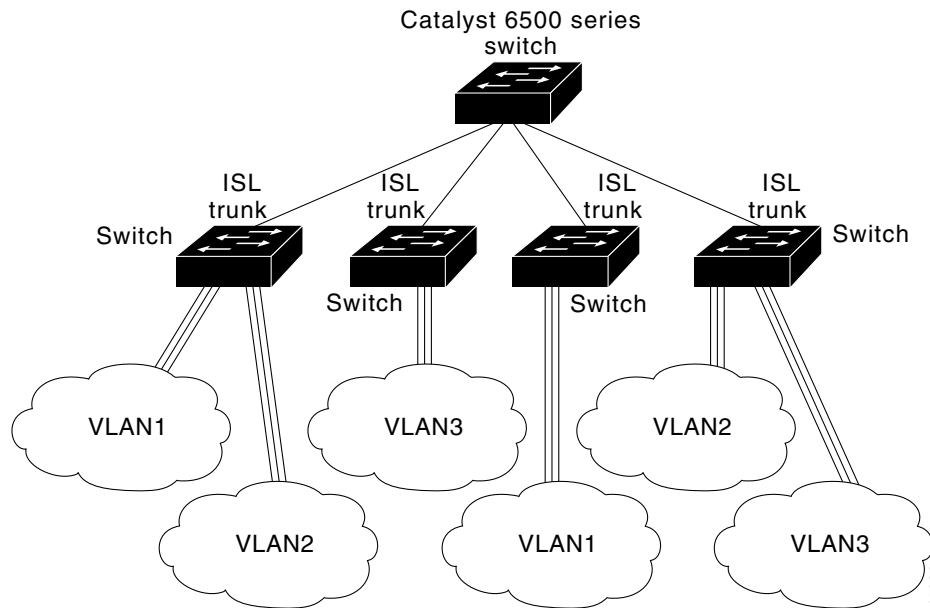 Catalyst 6500 series
switch
ISL
trunk
ISL
trunk
ISL
trunk
ISL
trunk
Switch
Switch
Switch
Switch
VLAN1
VLAN3
VLAN2
VLAN2
VLAN1
VLAN3